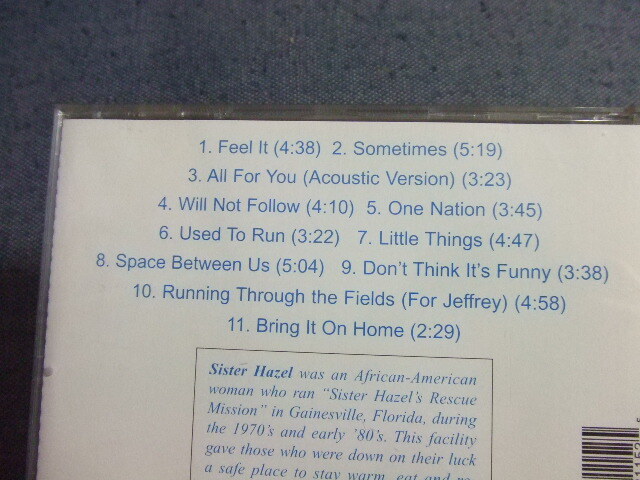 1. Feel It (4:38) 2. Sometimes (5:19)
3. All For You (Acoustic Version) (3:23)
4. Will Not Follow (4:10) 5. One Nation (3:45)
6. Used To Run (3:22) 7. Little Things (4:47)
8. Space Between Us (5:04) 9. Don't Think It's Funny (3:38)
10. Running Through the Fields (For Jeffrey) (4:58)
11. Bring It On Home (2:29)
Sister Hazel was an African-American
woman who ran "Sister Hazel's Rescue
Mission" in Gainesville, Florida, during
the 1970's and early '80's. This facility
gave those who were down on their luck
a safe place to stay warm, eat and